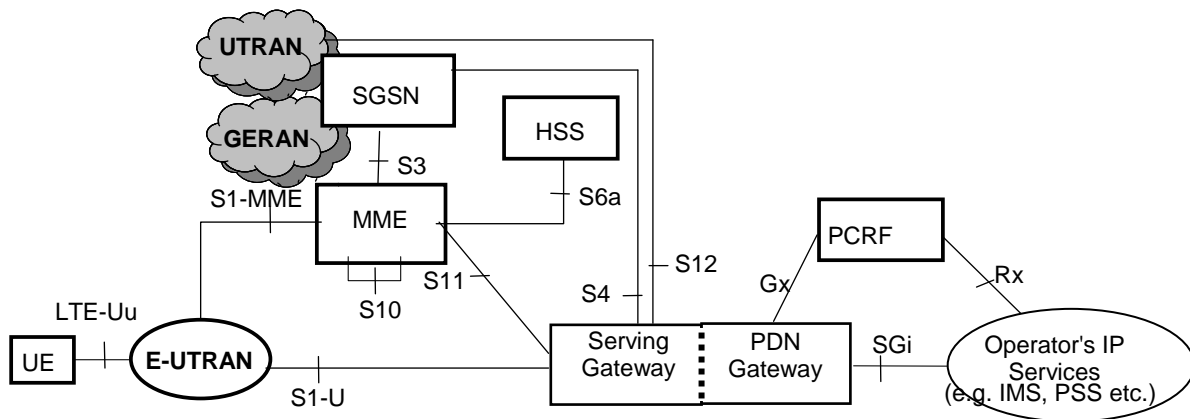 UTRAN
SGSN
HSS
GERAN
S3
S1-MME
S6a
MME
PCRF
S11
S12
Gx
Rx
S10
S4
LTE-Uu
UE
E-UTRAN
Serving
Gateway
PDN
Gateway
SGi
Operator's IP
Services
(e.g. IMS, PSS etc.)
S1-U